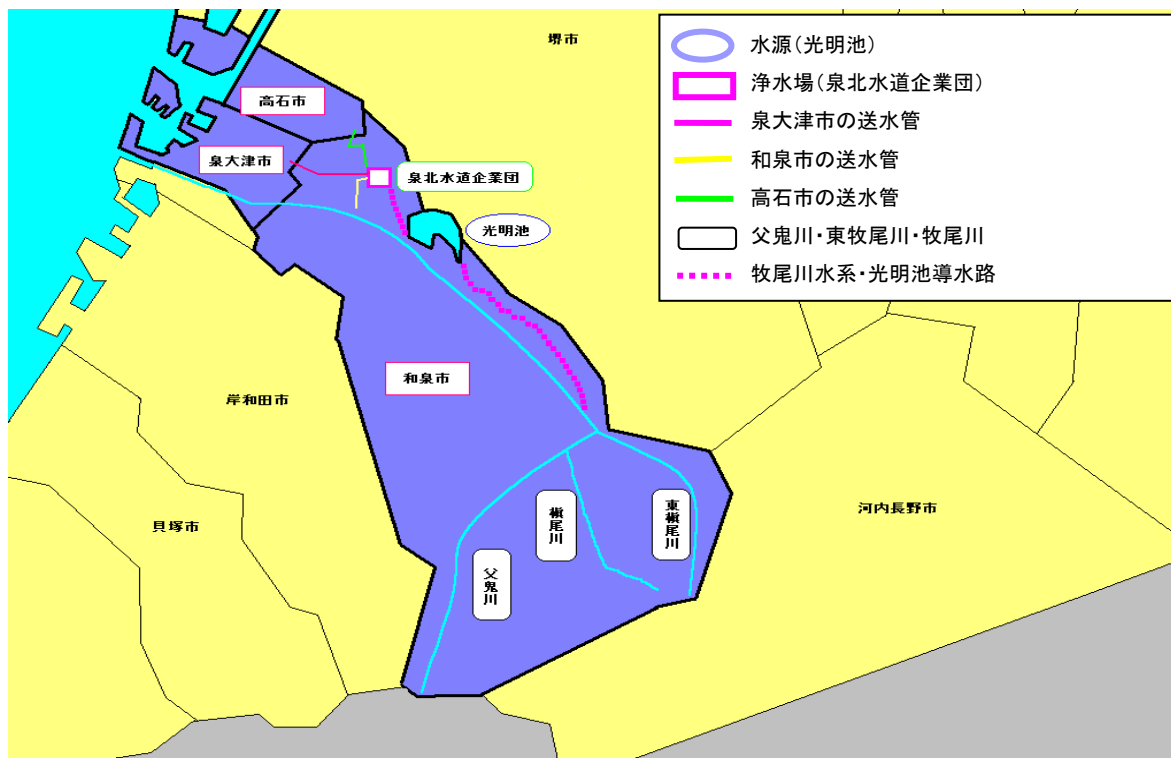 堺市
高石市
泉大津市
泉北水道企業団
光明池
和泉市
岸和田市
貝塚市
河内長野市
父鬼川
槇尾川
東槇尾川
水源(光明池)
浄水場(泉北水道企業団)
泉大津市の送水管
和泉市の送水管
高石市の送水管
父鬼川・東牧尾川・牧尾川
牧尾川水系・光明池導水路